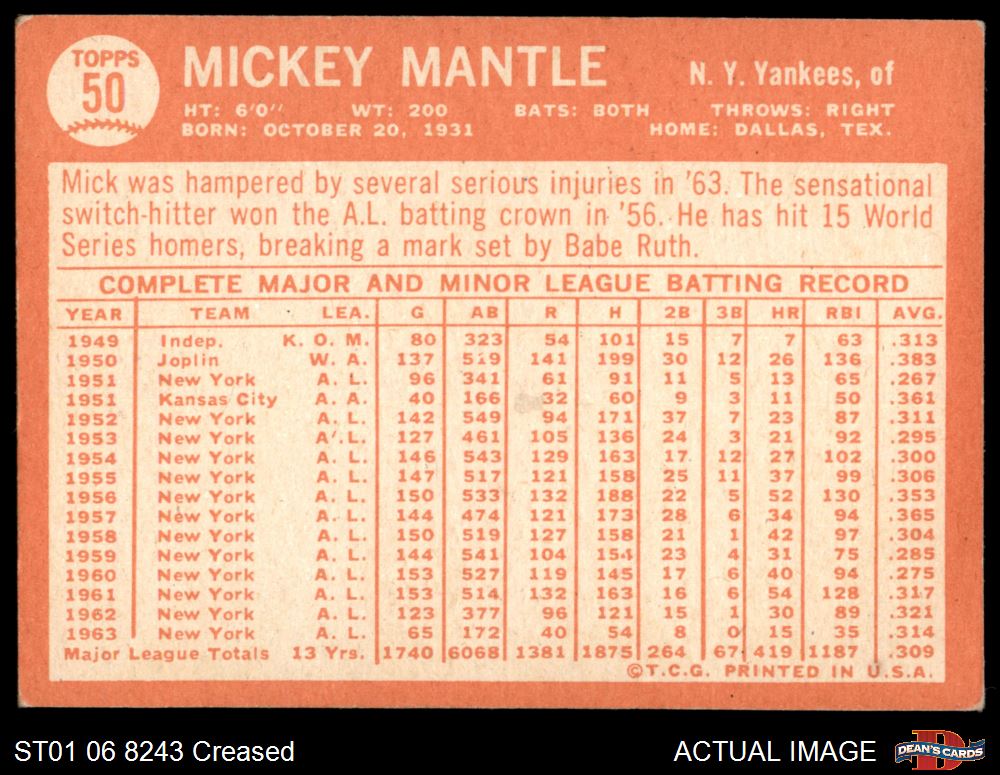 TOPPS
50
MICKEY MANTLE
N. Y. Yankees, of
HT: 6'0" WT: 200 BATS: BOTH THROWS: RIGHT
BORN: OCTOBER 20, 1931 HOME: DALLAS, TEX.
Mick was hampered by several serious injuries in '63. The sensational
switch-hitter won the A.L. batting crown in '56. He has hit 15 World
Series homers, breaking a mark set by Babe Ruth.
COMPLETE MAJOR AND MINOR LEAGUE BATTING RECORD
YEAR TEAM LEA. G AB R H 2B 3B HR RBI AVG.
1949 Indep. K. O. M. 80 323 54 101 15 7 7 63 .313
1950 Joplin W. A. 137 519 141 199 30 12 26 136 .383
1951 New York A. L. 96 341 61 91 11 5 13 65 .267
1951 Kansas City A. A. 40 166 32 60 9 3 11 50 .361
1952 New York A. L. 142 549 94 171 37 7 23 87 .311
1953 New York A. L. 127 461 105 136 24 3 21 92 .295
1954 New York A. L. 146 543 129 163 17 12 27 102 .300
1955 New York A. L. 147 517 121 158 25 11 37 99 .306
1956 New York A. L. 150 533 132 188 22 5 52 130 .353
1957 New York A. L. 144 474 121 173 28 6 34 94 .365
1958 New York A. L. 150 519 127 158 21 1 42 97 .304
1959 New York A. L. 144 541 104 154 23 4 31 75 .285
1960 New York A. L. 153 527 119 145 17 6 40 94 .275
1961 New York A. L. 153 514 132 163 16 6 54 128 .317
1962 New York A. L. 123 377 96 121 15 1 30 89 .321
1963 New York A. L. 65 172 40 54 8 0 15 35 .314
Major League Totals 13 Yrs. 1740 6068 1381 1875 264 67 419 1187 .309
©T.C.G. PRINTED IN U.S.A.
ST01 06 8243 Creased
ACTUAL IMAGE
D
DEAN'S CARDS